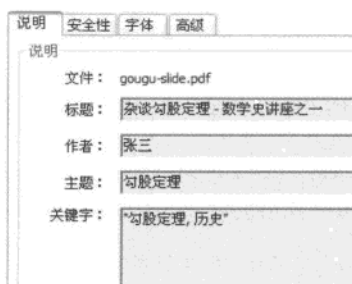 说明 安全性 字体 高级
说明
文件： gougu-slide.pdf
标题： 杂谈勾股定理 - 数学史讲座之一
作者： 张三
主题： 勾股定理
关键字： "勾股定理, 历史"